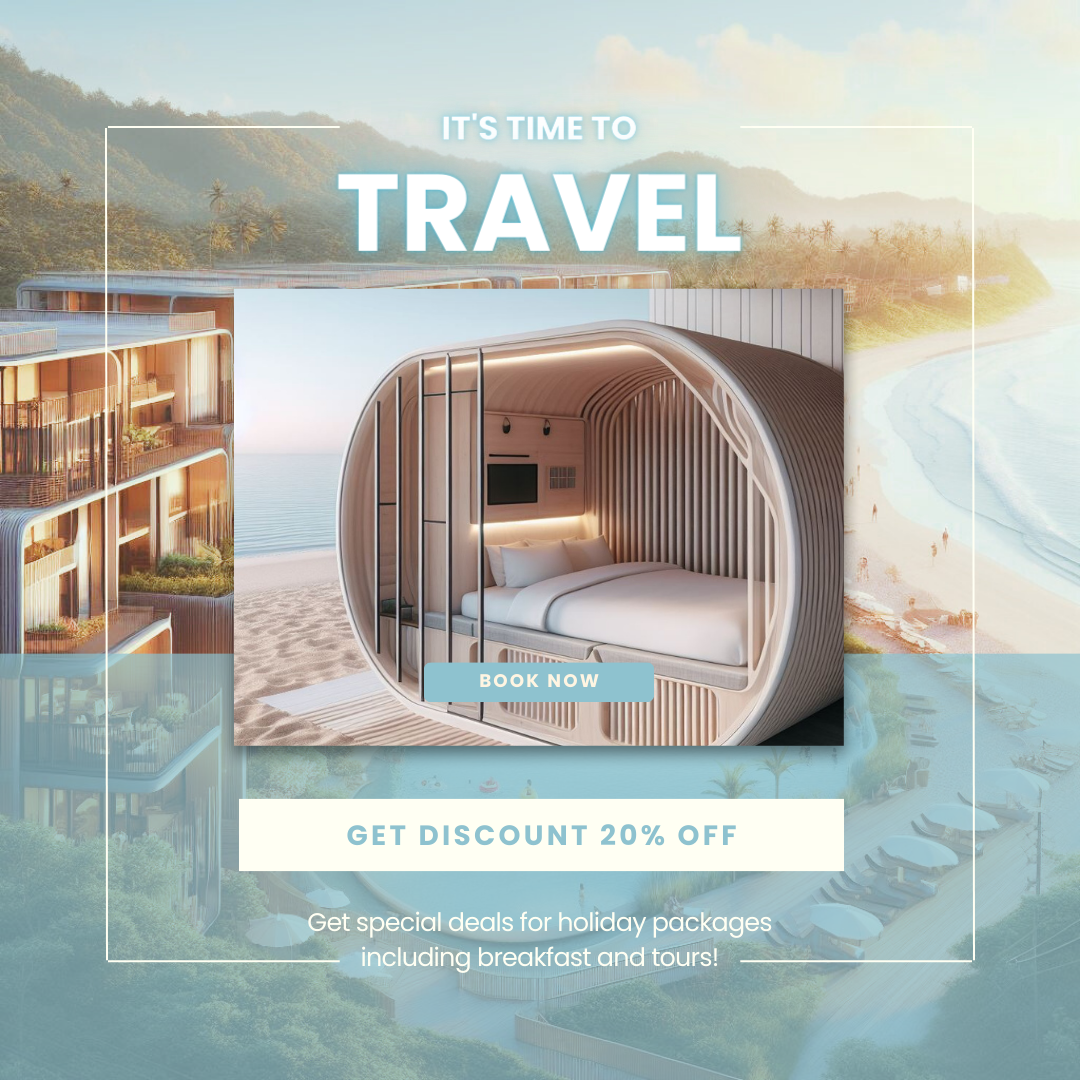 IT'S TIME TO
TRAVEL
BOOK NOW
GET DISCOUNT 20% OFF
Get special deals for holiday packages
including breakfast and tours!